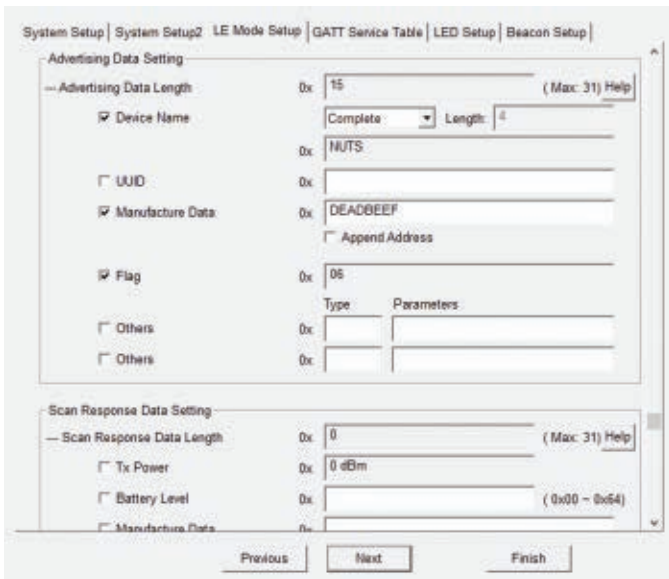 System Setup System Setup2 LE Mode Setup GATT Service Table LED Setup Beacon Setup
Advertising Data Setting
Advertising Data Length 0x 15 ( Max: 31) Help
Device Name Complete Length: 4
0x NUTS
UUID 0x
Manufacture Data 0x DEADBEEF
Append Address
Flag 0x 06
Type Parameters
Others 0x
Others 0x
Scan Response Data Setting
Scan Response Data Length 0x 0 ( Max: 31) Help
Tx Power 0x 0 dBm
Battery Level 0x ( 0x00 ~ 0x64)
Manufacture Data 0x
Previous Next Finish